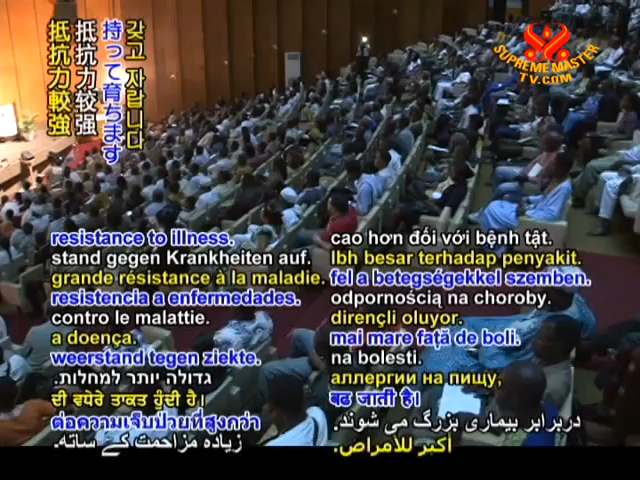 갖고 자랍니다
持って育ちます
抵抗力较强
抵抗力較強
SUPREME MASTER
TV.COM
resistance to illness.
stand gegen Krankheiten auf.
grande résistance à la maladie.
resistencia a enfermedades.
contro le malattie.
a doença.
weerstand tegen ziekte.
גדולה יותר למחלות.
ਦੀ ਵਧੇਰੇ ਤਾਕਤ ਹੁੰਦੀ ਹੈ।
ต่อความเจ็บป่วยที่สูงกว่า
زیادہ مزاحمت کے ساتھ.
cao hơn đối với bệnh tật.
lbh besar terhadap penyakit.
fel a betegségekkel szemben.
odpornością na choroby.
dirençli oluyor.
mai mare faţă de boli.
na bolesti.
аллергии на пищу,
बढ जाती है।
دربرابر بیماری بزرگ می شوند.
أكبر للأمراض.